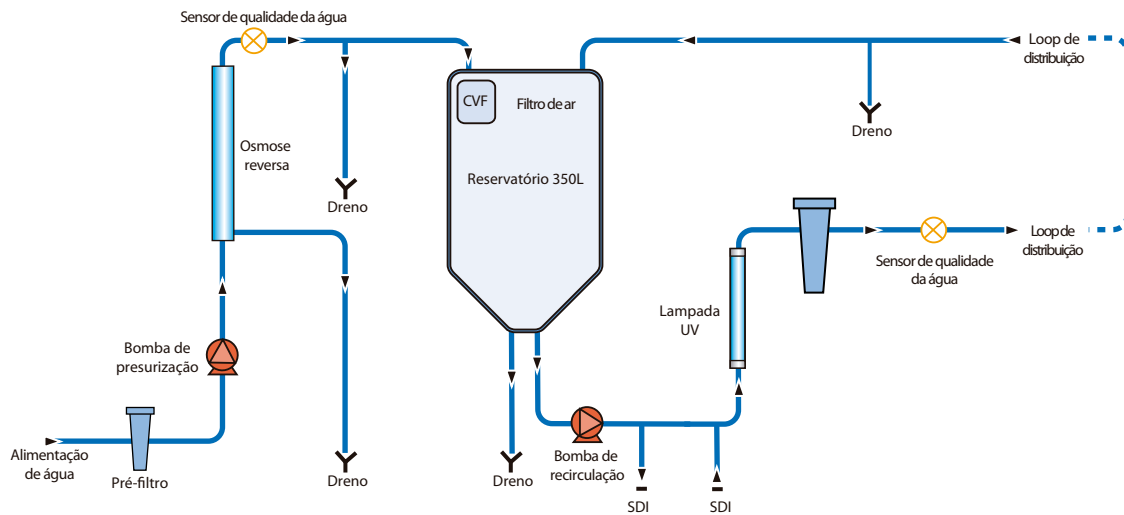 Sensor de qualidade da água
Osmose
reversa
Dreno
Bomba de
presurização
Alimentação
de água
Pré-filtro
Dreno
CVF
Filtro de ar
Reservatório 350L
Dreno
Bomba de
recirculação
SDI
SDI
Lampada
UV
Loop de
distribuição
Dreno
Sensor de qualidade
da água
Loop de
distribuição